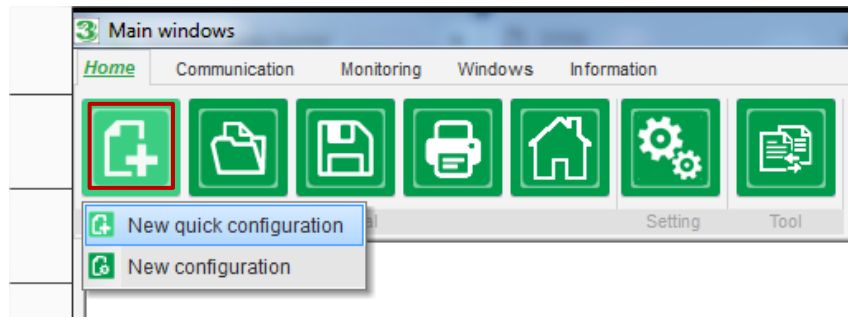 Main windows
Home Communication Monitoring Windows Information
Setting Tool
New quick configuration
New configuration